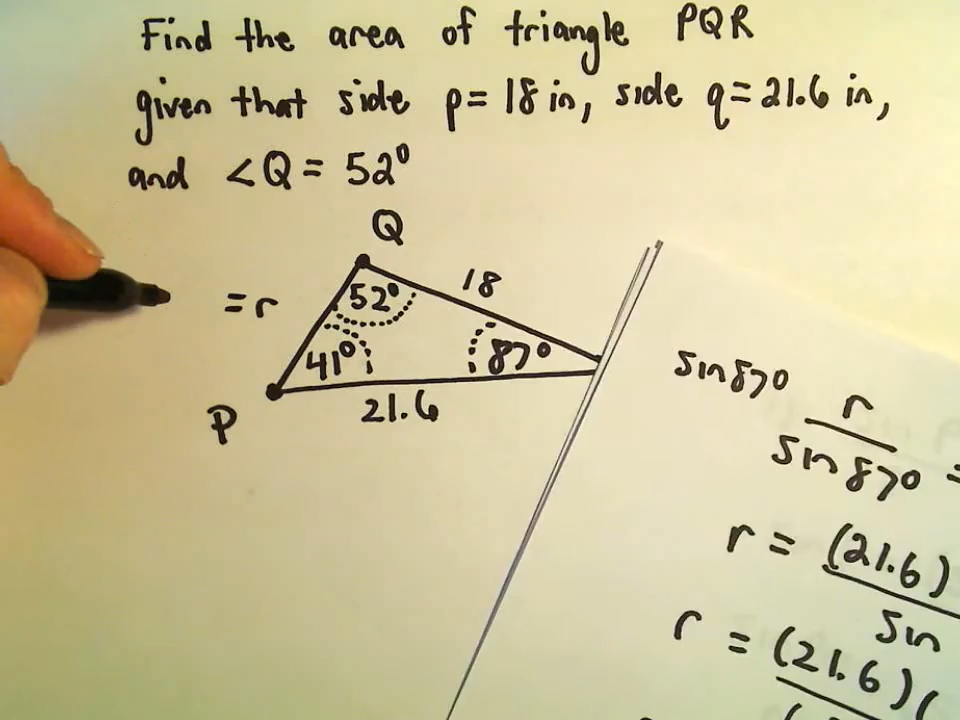 Find the area of triangle PQR
given that side p = 18 in, side q = 21.6 in,
and ∠Q = 52°
Q
18
= r
52°
41°
87°
P
21.6
sin 87°
r
sin 87° =
r = (21.6)
sin
r = (21.6)(